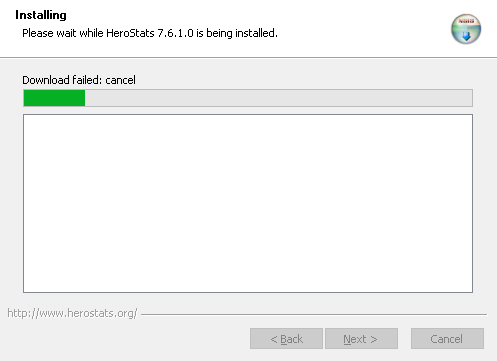 Installing
Please wait while HeroStats 7.6.1.0 is being installed.
Download failed: cancel
http://www.herostats.org/
< Back
Next >
Cancel